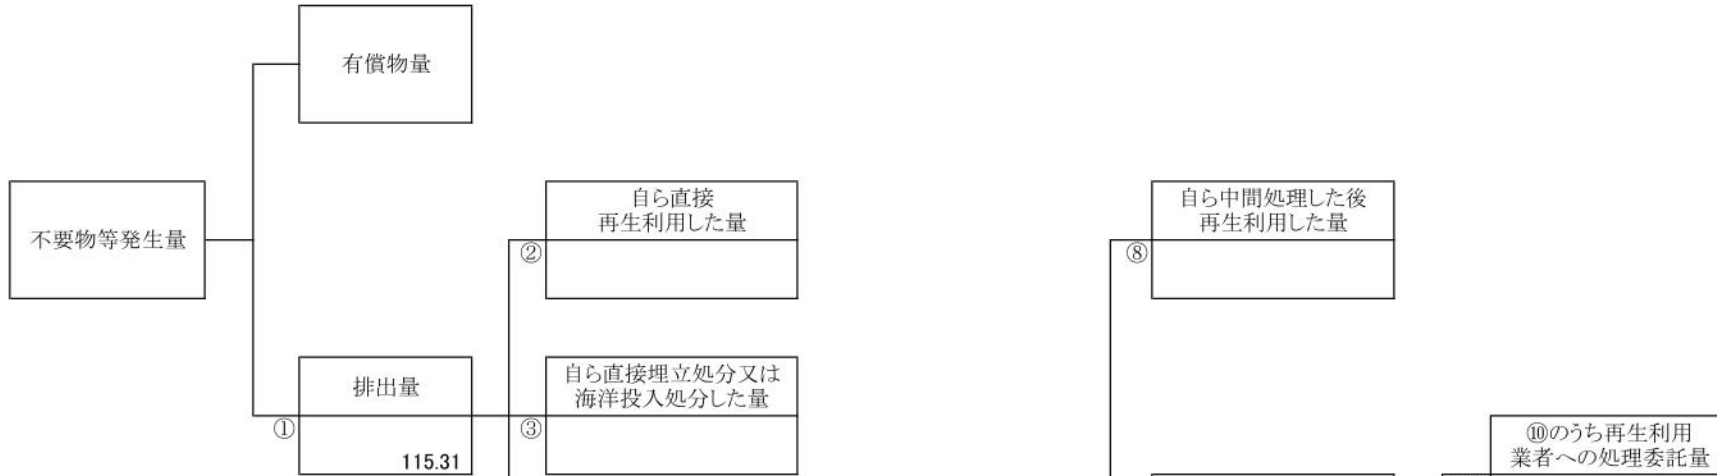 有償物量
不要物等発生量
自ら直接
再生利用した量
②
自ら中間処理した後
再生利用した量
⑧
排出量
①
115.31
自ら直接埋立処分又は
海洋投入処分した量
③
⑩のうち再生利用
業者への処理委託量